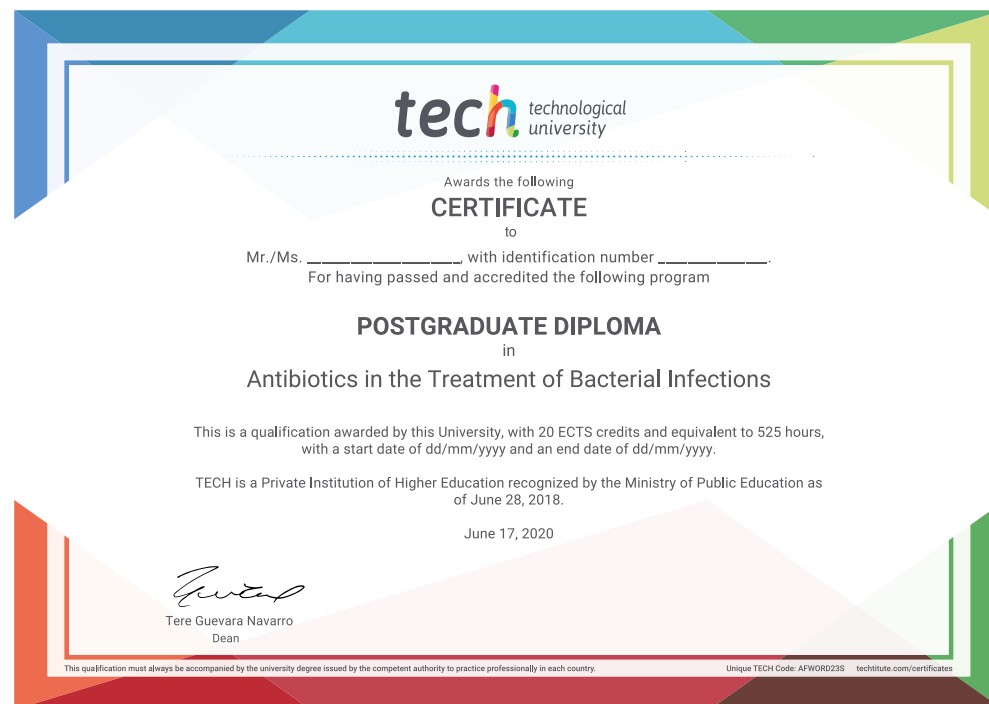 tech technological
university
Awards the following
CERTIFICATE
to
Mr./Ms. ____________________, with identification number ______________.
For having passed and accredited the following program
POSTGRADUATE DIPLOMA
in
Antibiotics in the Treatment of Bacterial Infections
This is a qualification awarded by this University, with 20 ECTS credits and equivalent to 525 hours,
with a start date of dd/mm/yyyy and an end date of dd/mm/yyyy.
TECH is a Private Institution of Higher Education recognized by the Ministry of Public Education as
of June 28, 2018.
June 17, 2020
Tere Guevara Navarro
Dean
This qualification must always be accompanied by the university degree issued by the competent authority to practice professionally in each country. Unique TECH Code: AFWORD23S techtitute.com/certificates